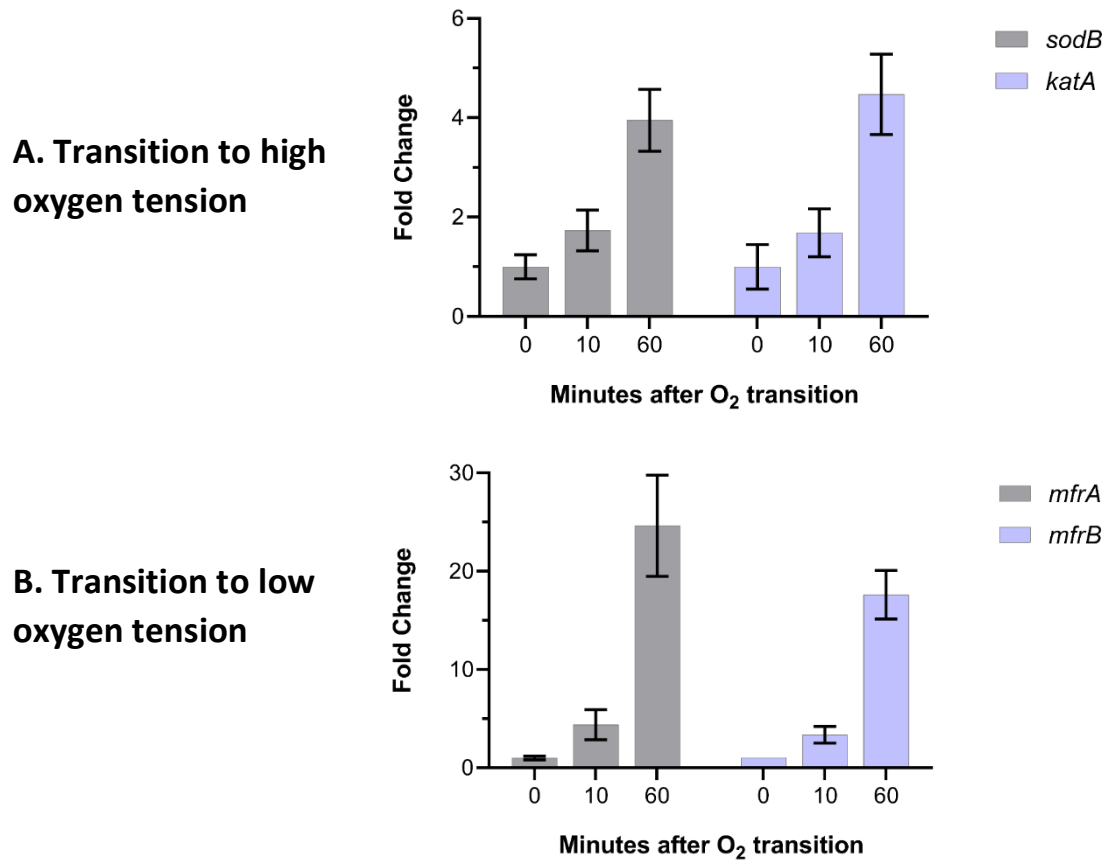 A. Transition to high
oxygen tension
Fold Change
6
4
2
0
0 10 60 0 10 60
Minutes after O₂ transition
sodB
katA
B. Transition to low
oxygen tension
Fold Change
30
20
10
0
0 10 60 0 10 60
Minutes after O₂ transition
mfrA
mfrB